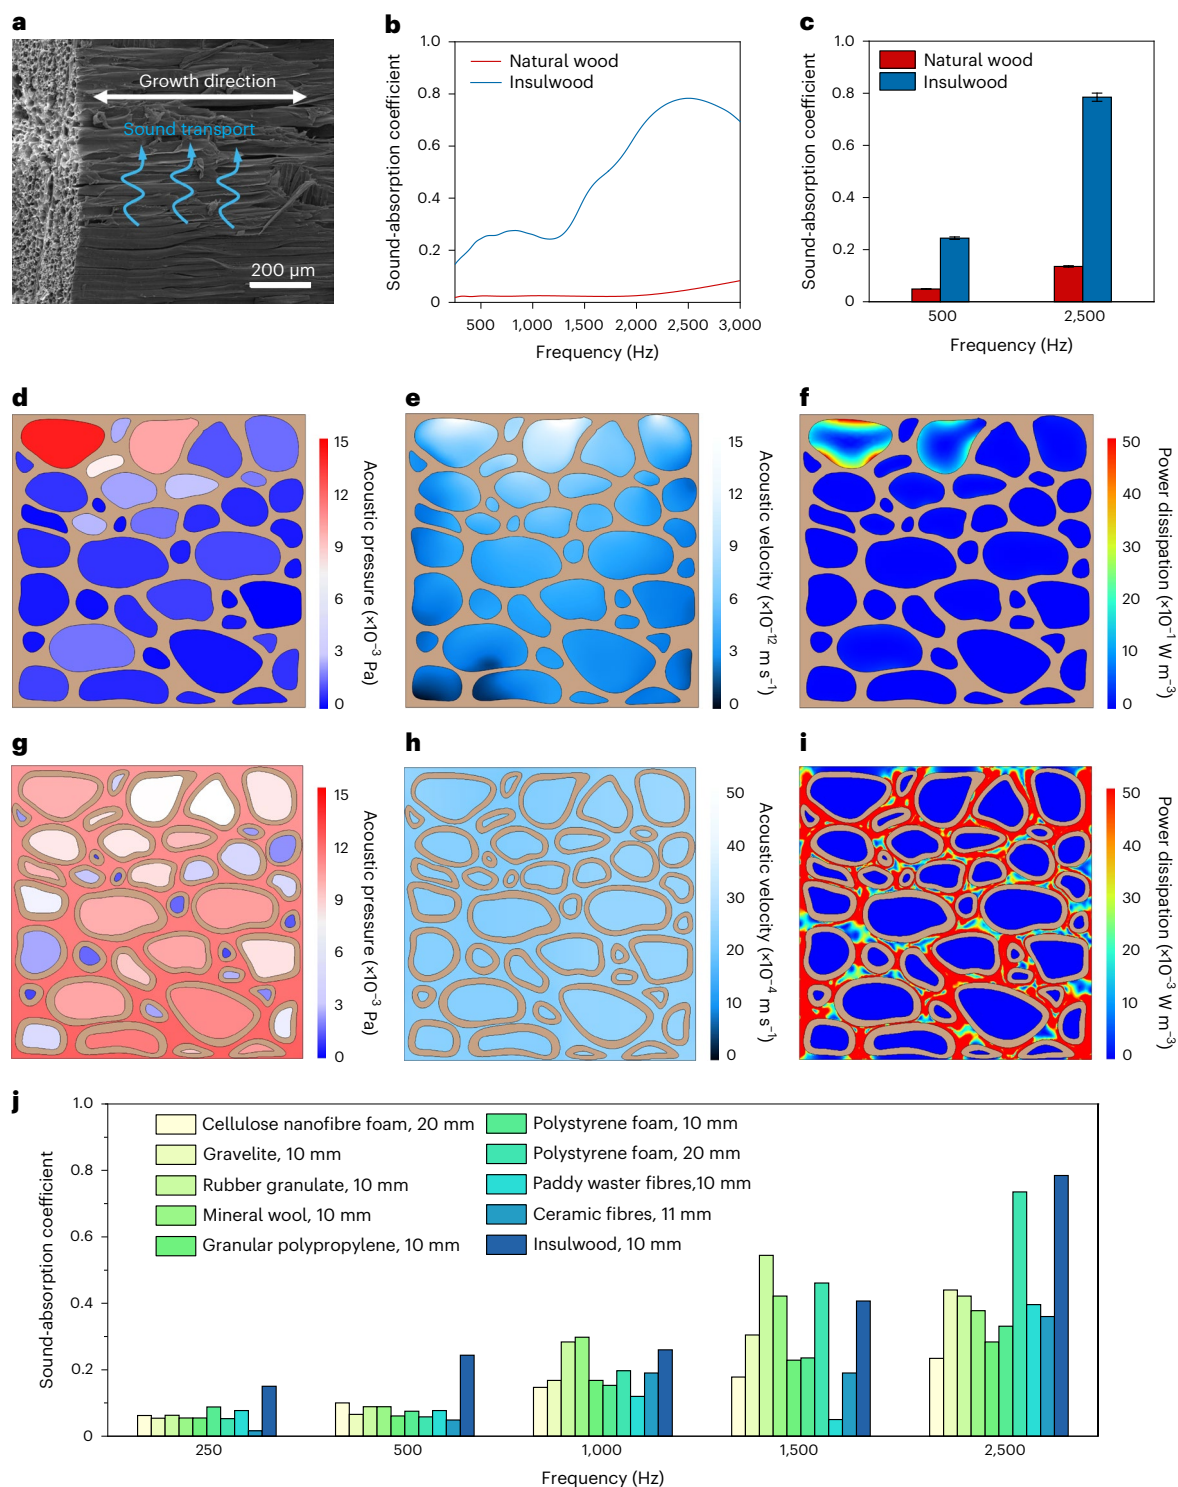 a
Growth direction
Sound transport
200 µm
b
Sound-absorption coefficient
1.0
0.8
0.6
0.4
0.2
0
Natural wood
Insulwood
500 1,000 1,500 2,000 2,500 3,000
Frequency (Hz)
c
Sound-absorption coefficient
1.0
0.8
0.6
0.4
0.2
0
Natural wood
Insulwood
500 2,500
Frequency (Hz)
d
15
12
9
6
3
0
Acoustic pressure (×10⁻³ Pa)
e
15
12
9
6
3
0
Acoustic velocity (×10⁻¹² m s⁻¹)
f
50
40
30
20
10
0
Power dissipation (×10⁻¹ W m⁻³)
g
15
12
9
6
3
0
Acoustic pressure (×10⁻³ Pa)
h
50
40
30
20
10
0
Acoustic velocity (×10⁻⁴ m s⁻¹)
i
50
40
30
20
10
0
Power dissipation (×10⁻³ W m⁻³)
j
Sound-absorption coefficient
1.0
0.8
0.6
0.4
0.2
0
Cellulose nanofibre foam, 20 mm
Gravelite, 10 mm
Rubber granulate, 10 mm
Mineral wool, 10 mm
Granular polypropylene, 10 mm
Polystyrene foam, 10 mm
Polystyrene foam, 20 mm
Paddy waster fibres,10 mm
Ceramic fibres, 11 mm
Insulwood, 10 mm
250 500 1,000 1,500 2,500
Frequency (Hz)